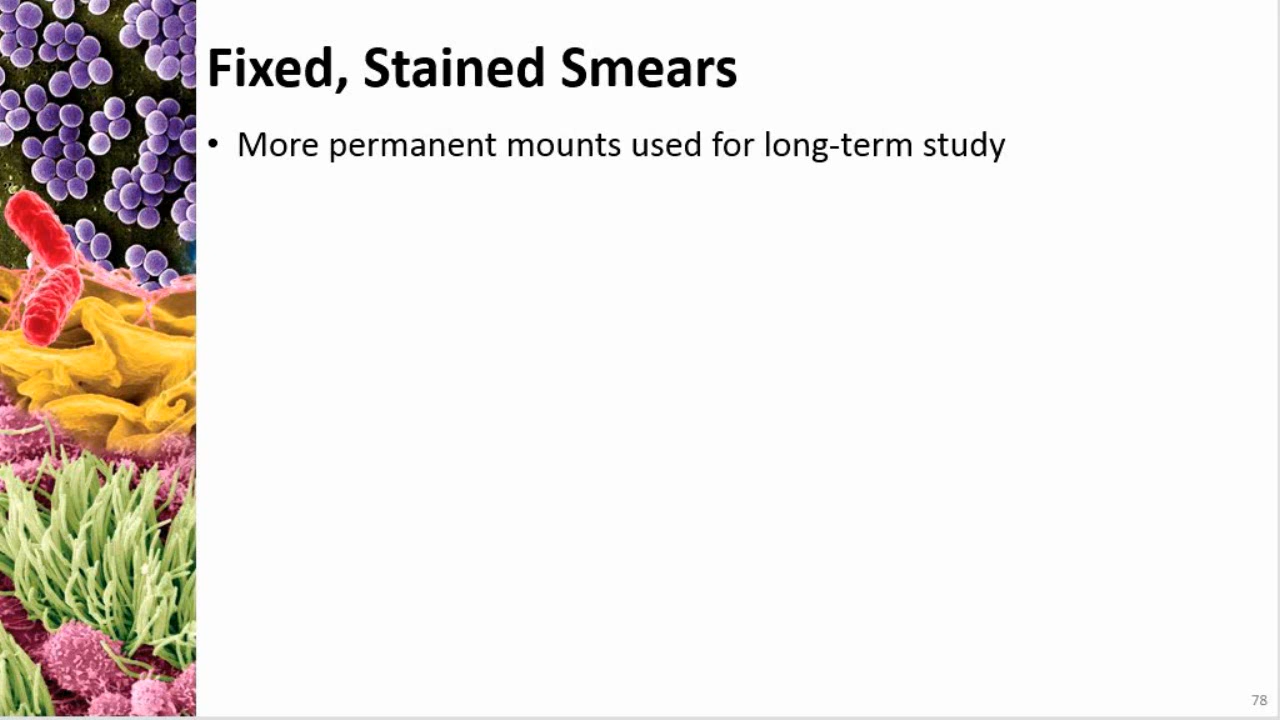 Fixed, Stained Smears
• More permanent mounts used for long-term study
78